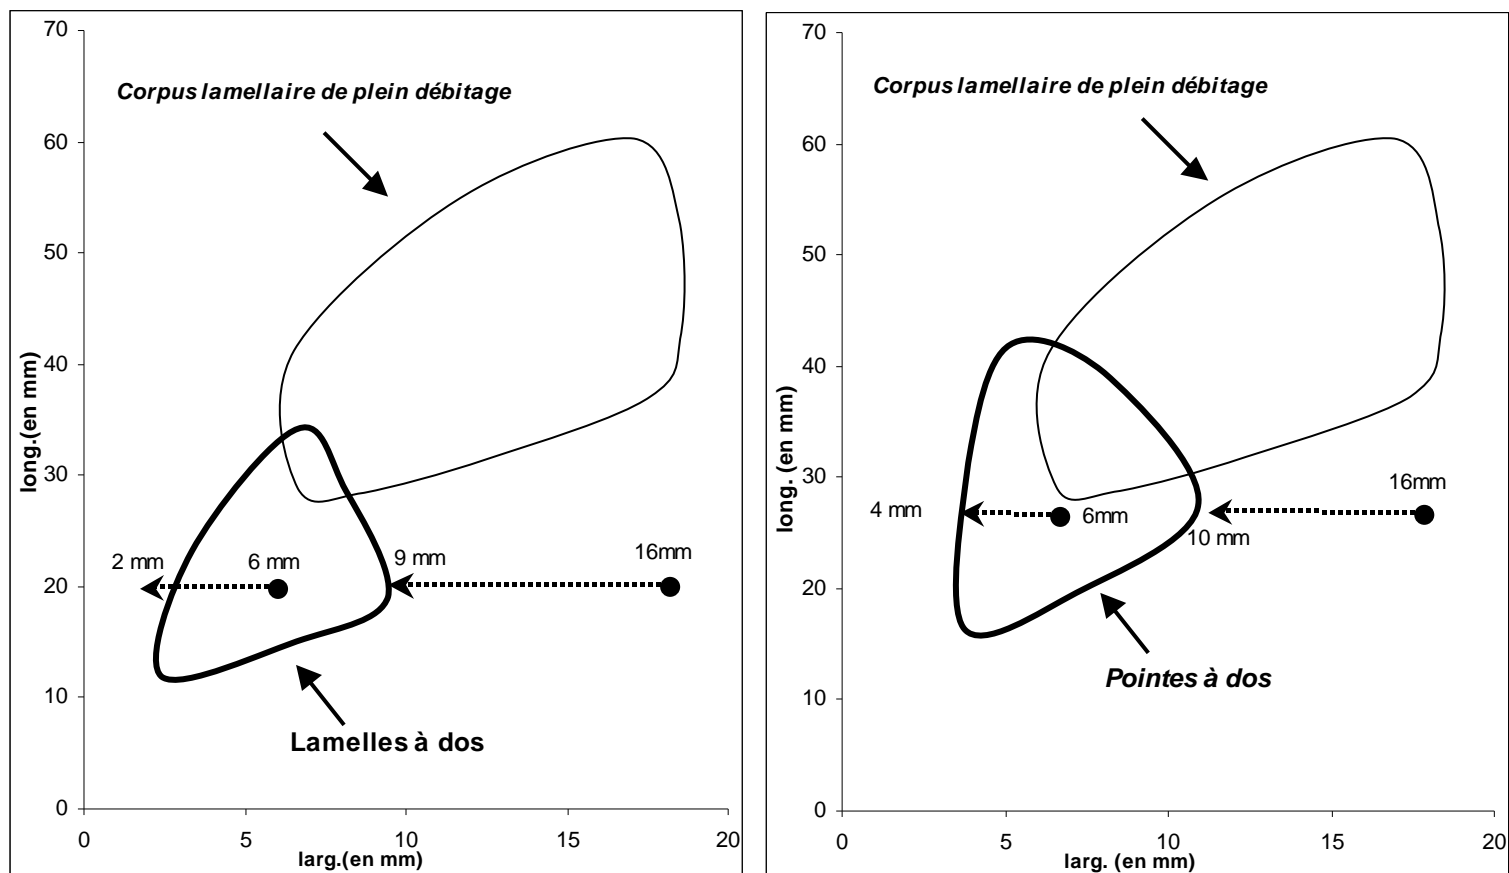 70
Corpus lamellaire de plein débitage
60
50
40
long.(en mm)
30
2 mm
6 mm
9 mm
16mm
20
10
Lamelles à dos
0
0
5
10
15
20
larg.(en mm)
70
Corpus lamellaire de plein débitage
60
50
40
long. (en mm)
30
4 mm
6mm
16mm
10 mm
20
Pointes à dos
10
0
0
5
10
15
20
larg. (en mm)